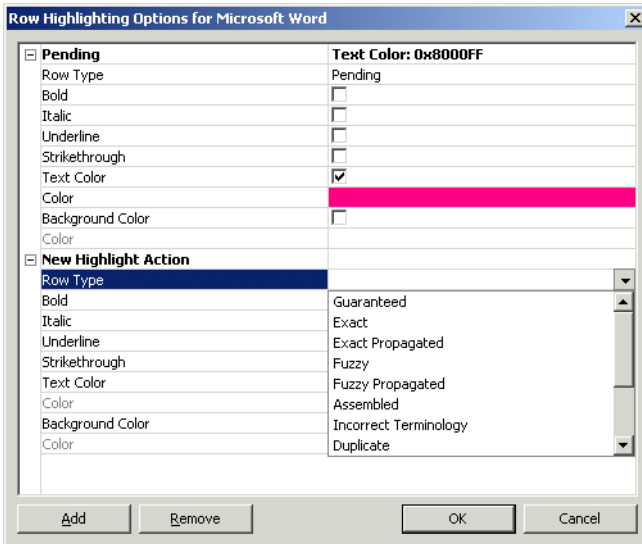 Row Highlighting Options for Microsoft Word
Pending Text Color: 0x8000FF
Row Type Pending
Bold
Italic
Underline
Strikethrough
Text Color
Color
Background Color
Color
New Highlight Action
Row Type
Bold Guaranteed
Italic Exact
Underline Exact Propagated
Strikethrough Fuzzy
Text Color Fuzzy Propagated
Color Assembled
Background Color Incorrect Terminology
Color Duplicate
Add Remove OK Cancel